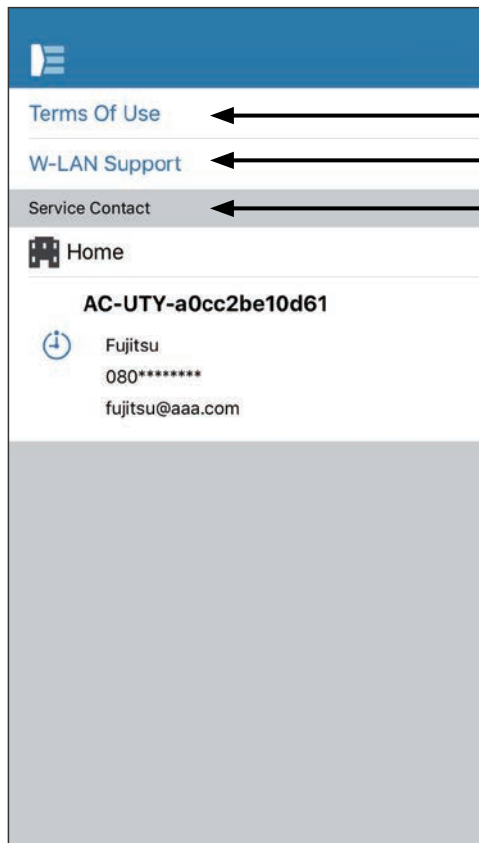 Terms Of Use
W-LAN Support
Service Contact
Home
AC-UTY-a0cc2be10d61
Fujitsu
080********
fujitsu@aaa.com